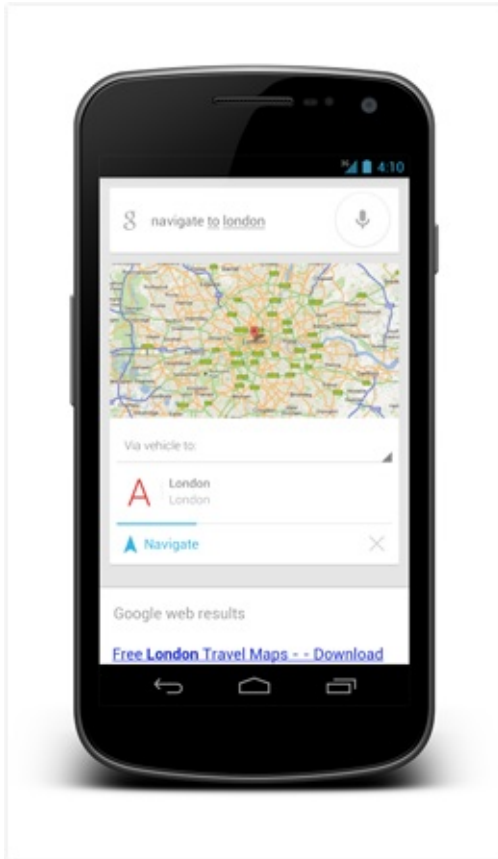 3G 4:10
g navigate to london
Via vehicle to:
A London
London
Navigate
Google web results
Free London Travel Maps - - Download